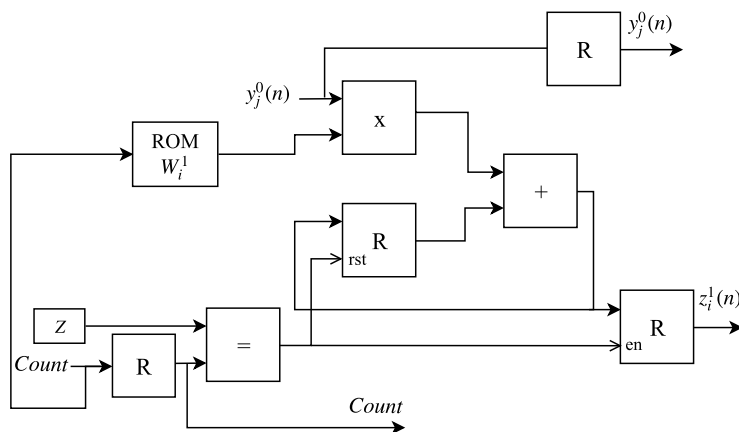 y_j^0(n)
R
y_j^0(n)
x
ROM
W_i^1
+
R
rst
z_i^1(n)
R
en
Z
=
Count
R
Count